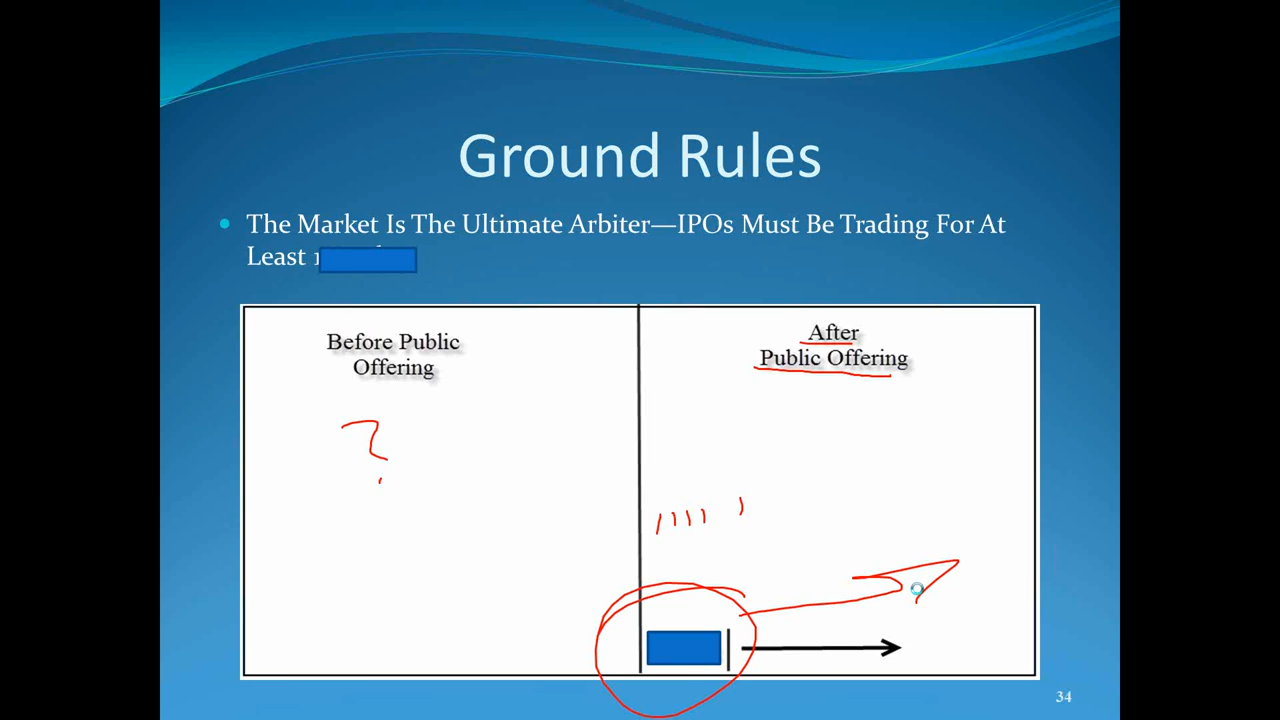 Ground Rules
The Market Is The Ultimate Arbiter—IPOs Must Be Trading For At
Least
Before Public
Offering
After
Public Offering
?
34